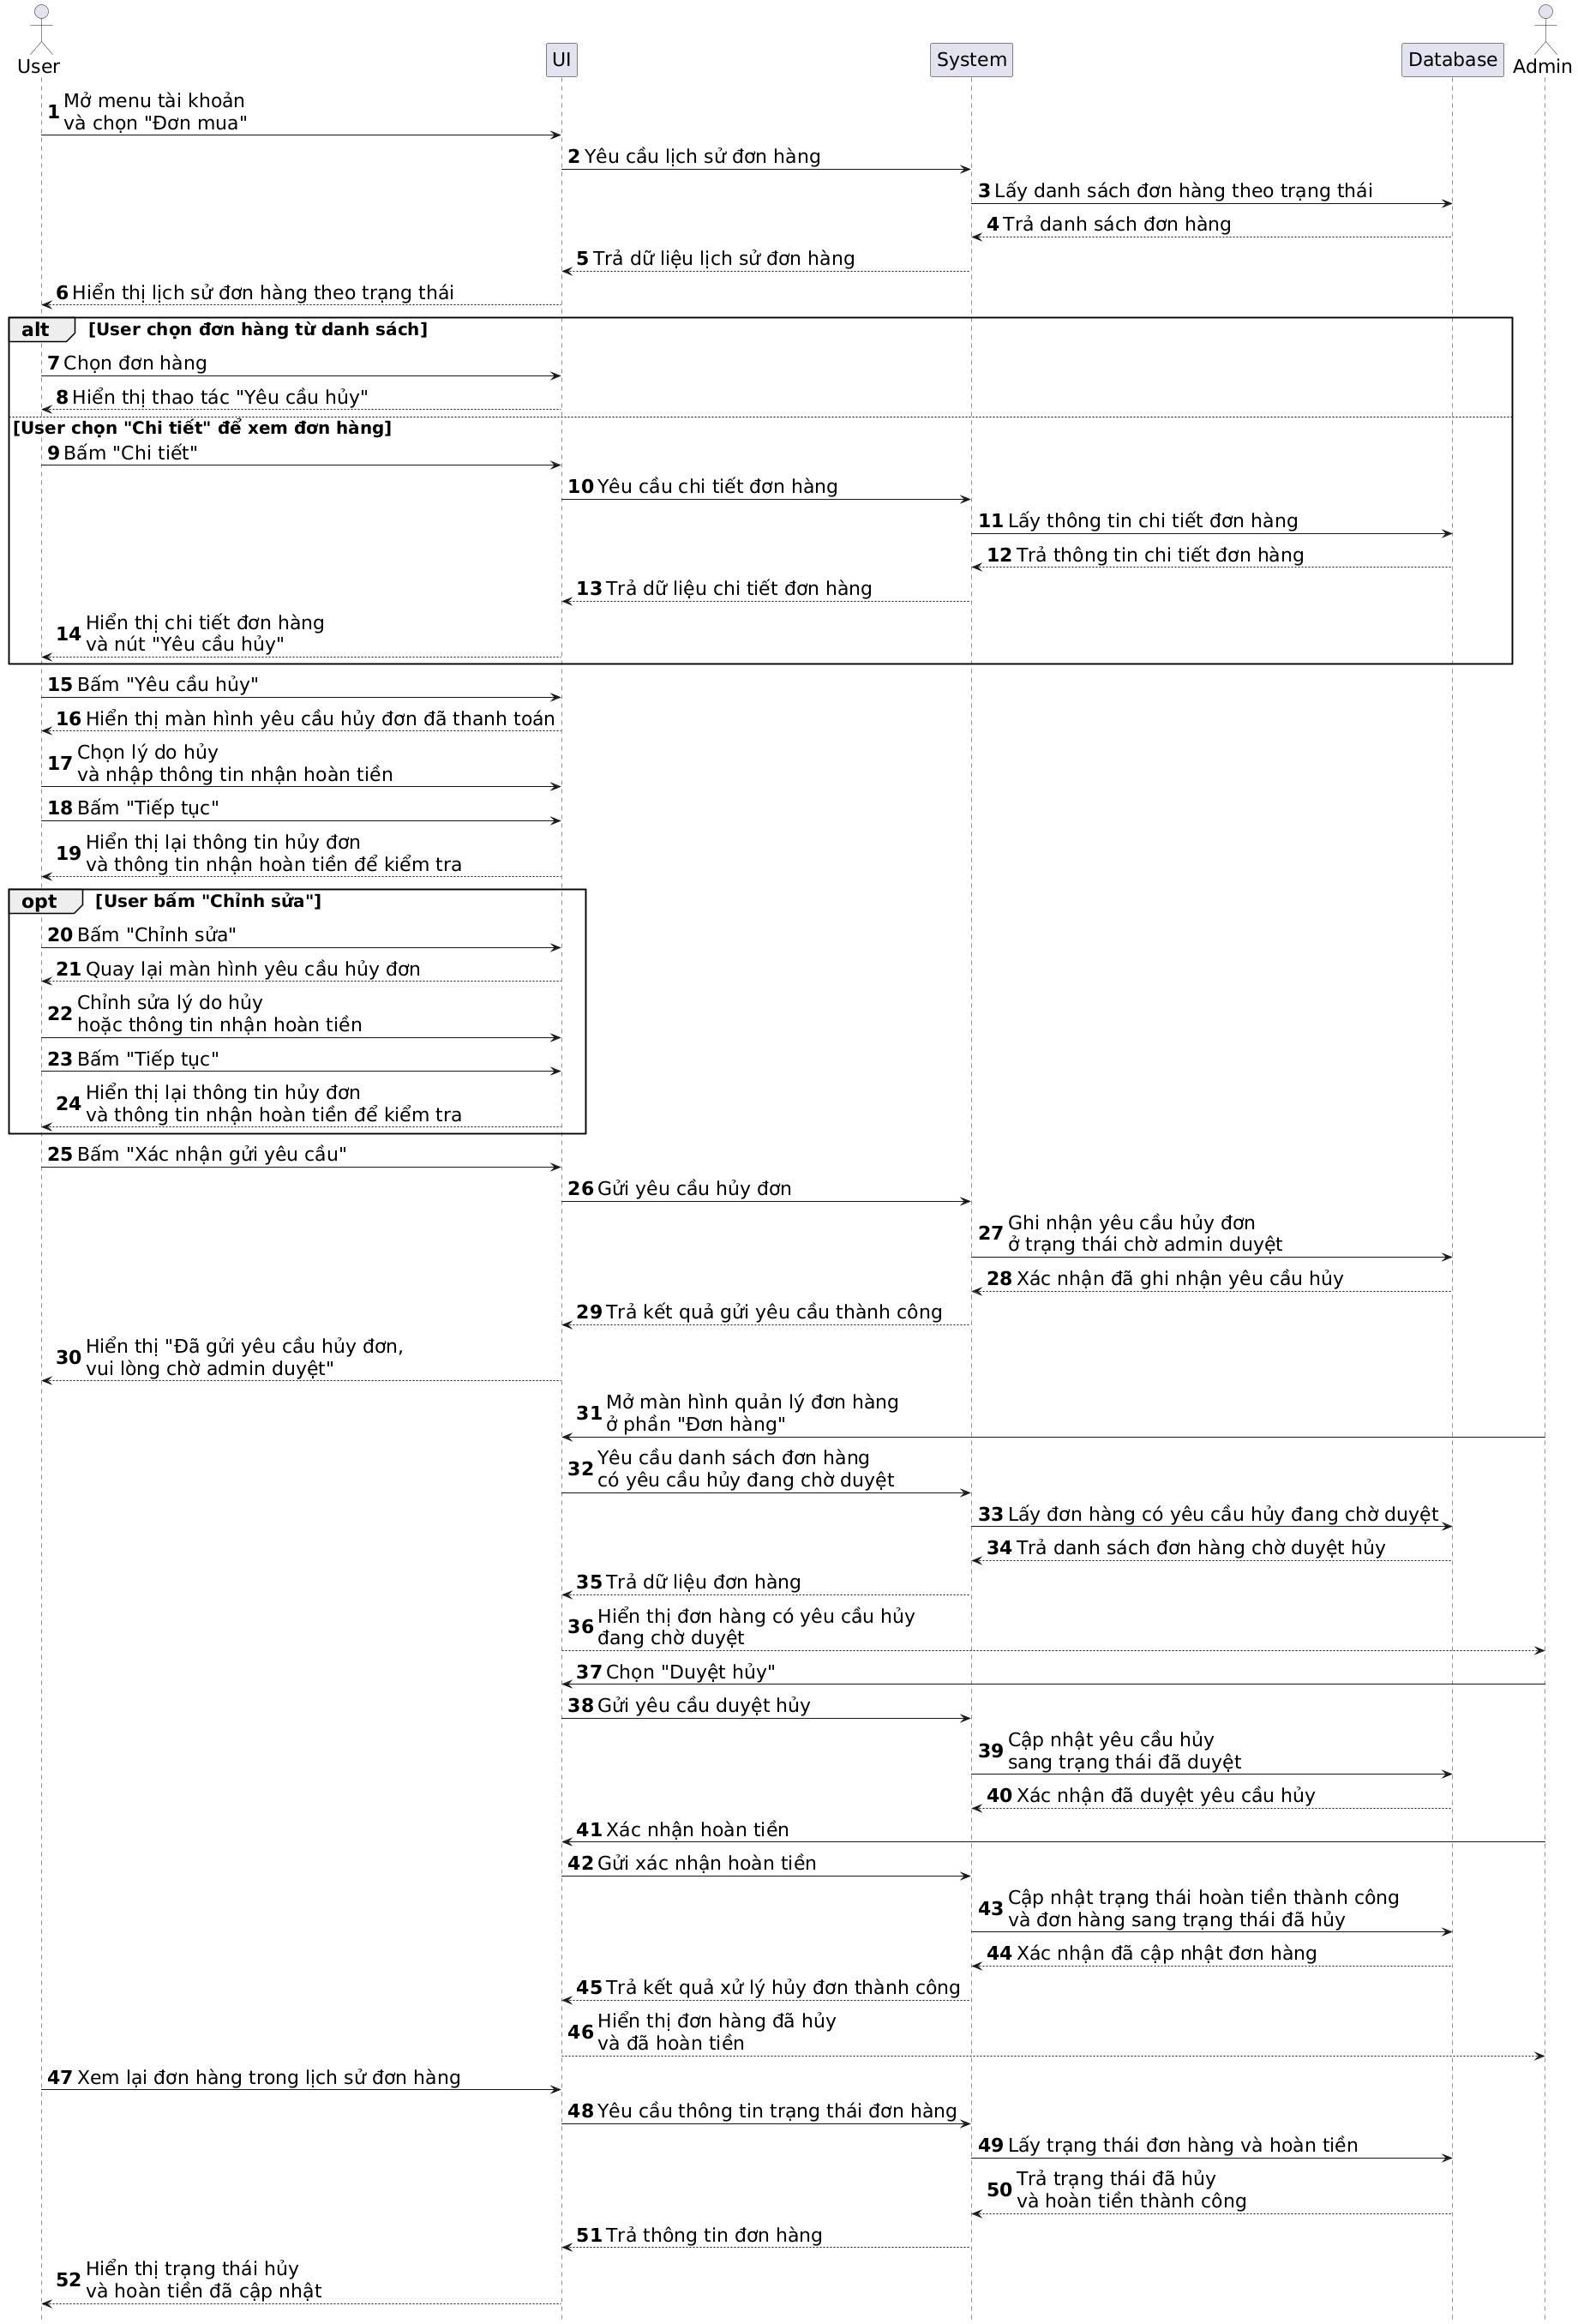 User
UI
System
Database
Admin
1 Mở menu tài khoản
và chọn "Đơn mua"
2 Yêu cầu lịch sử đơn hàng
3 Lấy danh sách đơn hàng theo trạng thái
4 Trả danh sách đơn hàng
5 Trả dữ liệu lịch sử đơn hàng
6 Hiển thị lịch sử đơn hàng theo trạng thái
alt [User chọn đơn hàng từ danh sách]
7 Chọn đơn hàng
8 Hiển thị thao tác "Yêu cầu hủy"
[User chọn "Chi tiết" để xem đơn hàng]
9 Bấm "Chi tiết"
10 Yêu cầu chi tiết đơn hàng
11 Lấy thông tin chi tiết đơn hàng
12 Trả thông tin chi tiết đơn hàng
13 Trả dữ liệu chi tiết đơn hàng
14 Hiển thị chi tiết đơn hàng
và nút "Yêu cầu hủy"
15 Bấm "Yêu cầu hủy"
16 Hiển thị màn hình yêu cầu hủy đơn đã thanh toán
17 Chọn lý do hủy
và nhập thông tin nhận hoàn tiền
18 Bấm "Tiếp tục"
19 Hiển thị lại thông tin hủy đơn
và thông tin nhận hoàn tiền để kiểm tra
opt [User bấm "Chỉnh sửa"]
20 Bấm "Chỉnh sửa"
21 Quay lại màn hình yêu cầu hủy đơn
22 Chỉnh sửa lý do hủy
hoặc thông tin nhận hoàn tiền
23 Bấm "Tiếp tục"
24 Hiển thị lại thông tin hủy đơn
và thông tin nhận hoàn tiền để kiểm tra
25 Bấm "Xác nhận gửi yêu cầu"
26 Gửi yêu cầu hủy đơn
27 Ghi nhận yêu cầu hủy đơn
ở trạng thái chờ admin duyệt
28 Xác nhận đã ghi nhận yêu cầu hủy
29 Trả kết quả gửi yêu cầu thành công
30 Hiển thị "Đã gửi yêu cầu hủy đơn,
vui lòng chờ admin duyệt"
31 Mở màn hình quản lý đơn hàng
ở phần "Đơn hàng"
32 Yêu cầu danh sách đơn hàng
có yêu cầu hủy đang chờ duyệt
33 Lấy đơn hàng có yêu cầu hủy đang chờ duyệt
34 Trả danh sách đơn hàng chờ duyệt hủy
35 Trả dữ liệu đơn hàng
36 Hiển thị đơn hàng có yêu cầu hủy
đang chờ duyệt
37 Chọn "Duyệt hủy"
38 Gửi yêu cầu duyệt hủy
39 Cập nhật yêu cầu hủy
sang trạng thái đã duyệt
40 Xác nhận đã duyệt yêu cầu hủy
41 Xác nhận hoàn tiền
42 Gửi xác nhận hoàn tiền
43 Cập nhật trạng thái hoàn tiền thành công
và đơn hàng sang trạng thái đã hủy
44 Xác nhận đã cập nhật đơn hàng
45 Trả kết quả xử lý hủy đơn thành công
46 Hiển thị đơn hàng đã hủy
và đã hoàn tiền
47 Xem lại đơn hàng trong lịch sử đơn hàng
48 Yêu cầu thông tin trạng thái đơn hàng
49 Lấy trạng thái đơn hàng và hoàn tiền
50 Trả trạng thái đã hủy
và hoàn tiền thành công
51 Trả thông tin đơn hàng
52 Hiển thị trạng thái hủy
và hoàn tiền đã cập nhật